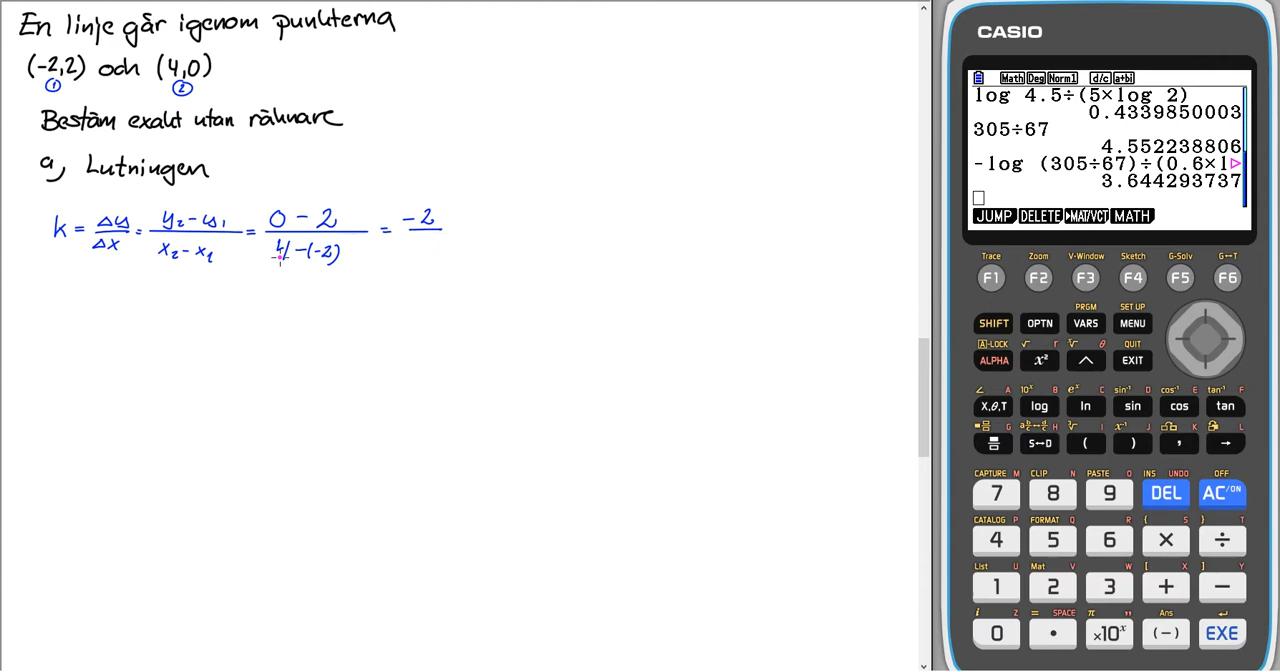 En linje går igenom punkterna
(-2,2) och (4,0)
① ②
Bestäm exakt utan räknare
a, Lutningen
k = Δy/Δx = y₂-y₁/x₂-x₁ = 0-2/4-(-2) = -2/
CASIO
Math Deg Norm1 d/c a+bi
log 4.5÷(5×log 2)
0.4339850003
305÷67
4.552238806
-log (305÷67)÷(0.6×l
3.644293737
JUMP DELETE ►MAT/VCT MATH
Trace Zoom V-Window Sketch G-Solv G↔T
F1 F2 F3 F4 F5 F6
PRGM SET UP
SHIFT OPTN VARS MENU
A-LOCK √ r ˣ√ θ QUIT
ALPHA x² ^ EXIT
∠ A 10ˣ B eˣ C sin⁻¹ D cos⁻¹ E tan⁻¹ F
X,θ,T log ln sin cos tan
G H ³√ I x⁻¹ J K L
S↔D ( ) , →
CAPTURE M CLIP N PASTE O INS UNDO OFF
7 8 9 DEL AC/ON
CATALOG P FORMAT Q R { S } T
4 5 6 × ÷
List U Mat V W [ X ] Y
1 2 3 + −
i Z = SPACE π " Ans ↵
0 • ×10ˣ (−) EXE